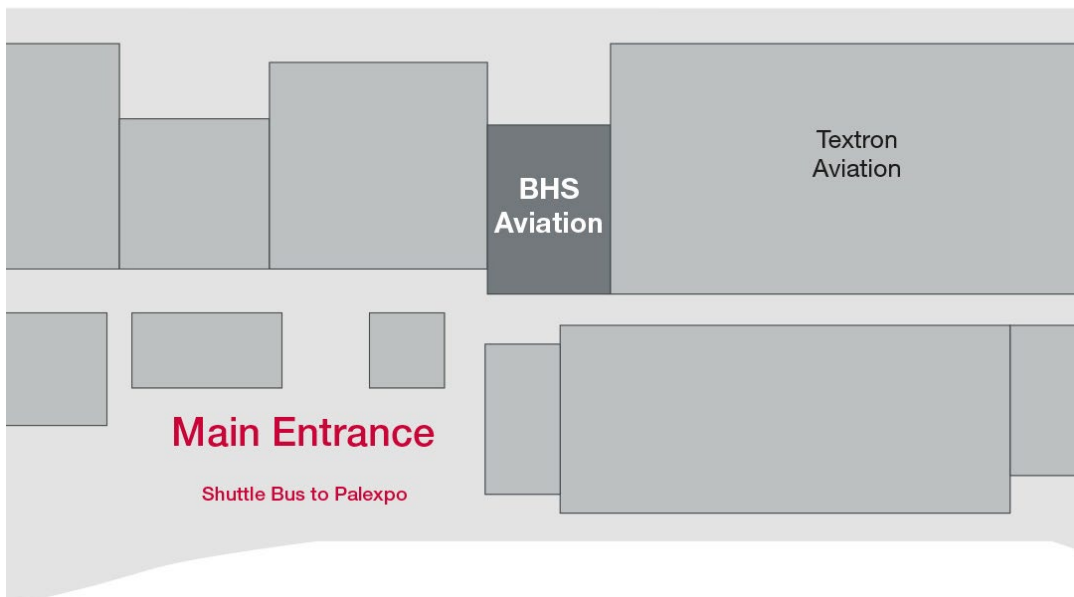 Textron
Aviation
BHS
Aviation
Main Entrance
Shuttle Bus to Palexpo